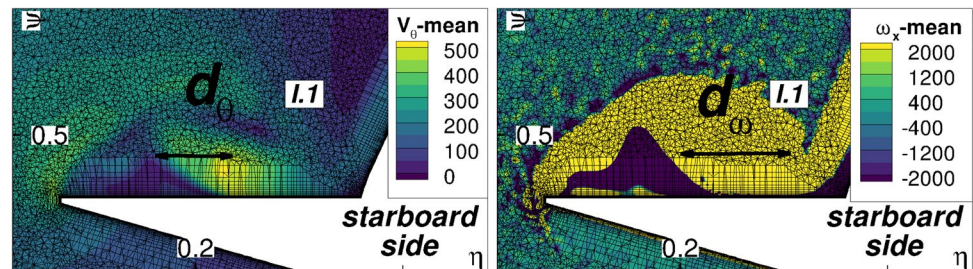 ψ
V_θ-mean
500
400
300
200
100
0
d_θ
I.1
0.5
0.2
starboard
side
η
ψ
ω_x-mean
2000
1200
400
-400
-1200
-2000
d_ω
I.1
0.5
0.2
starboard
side
η